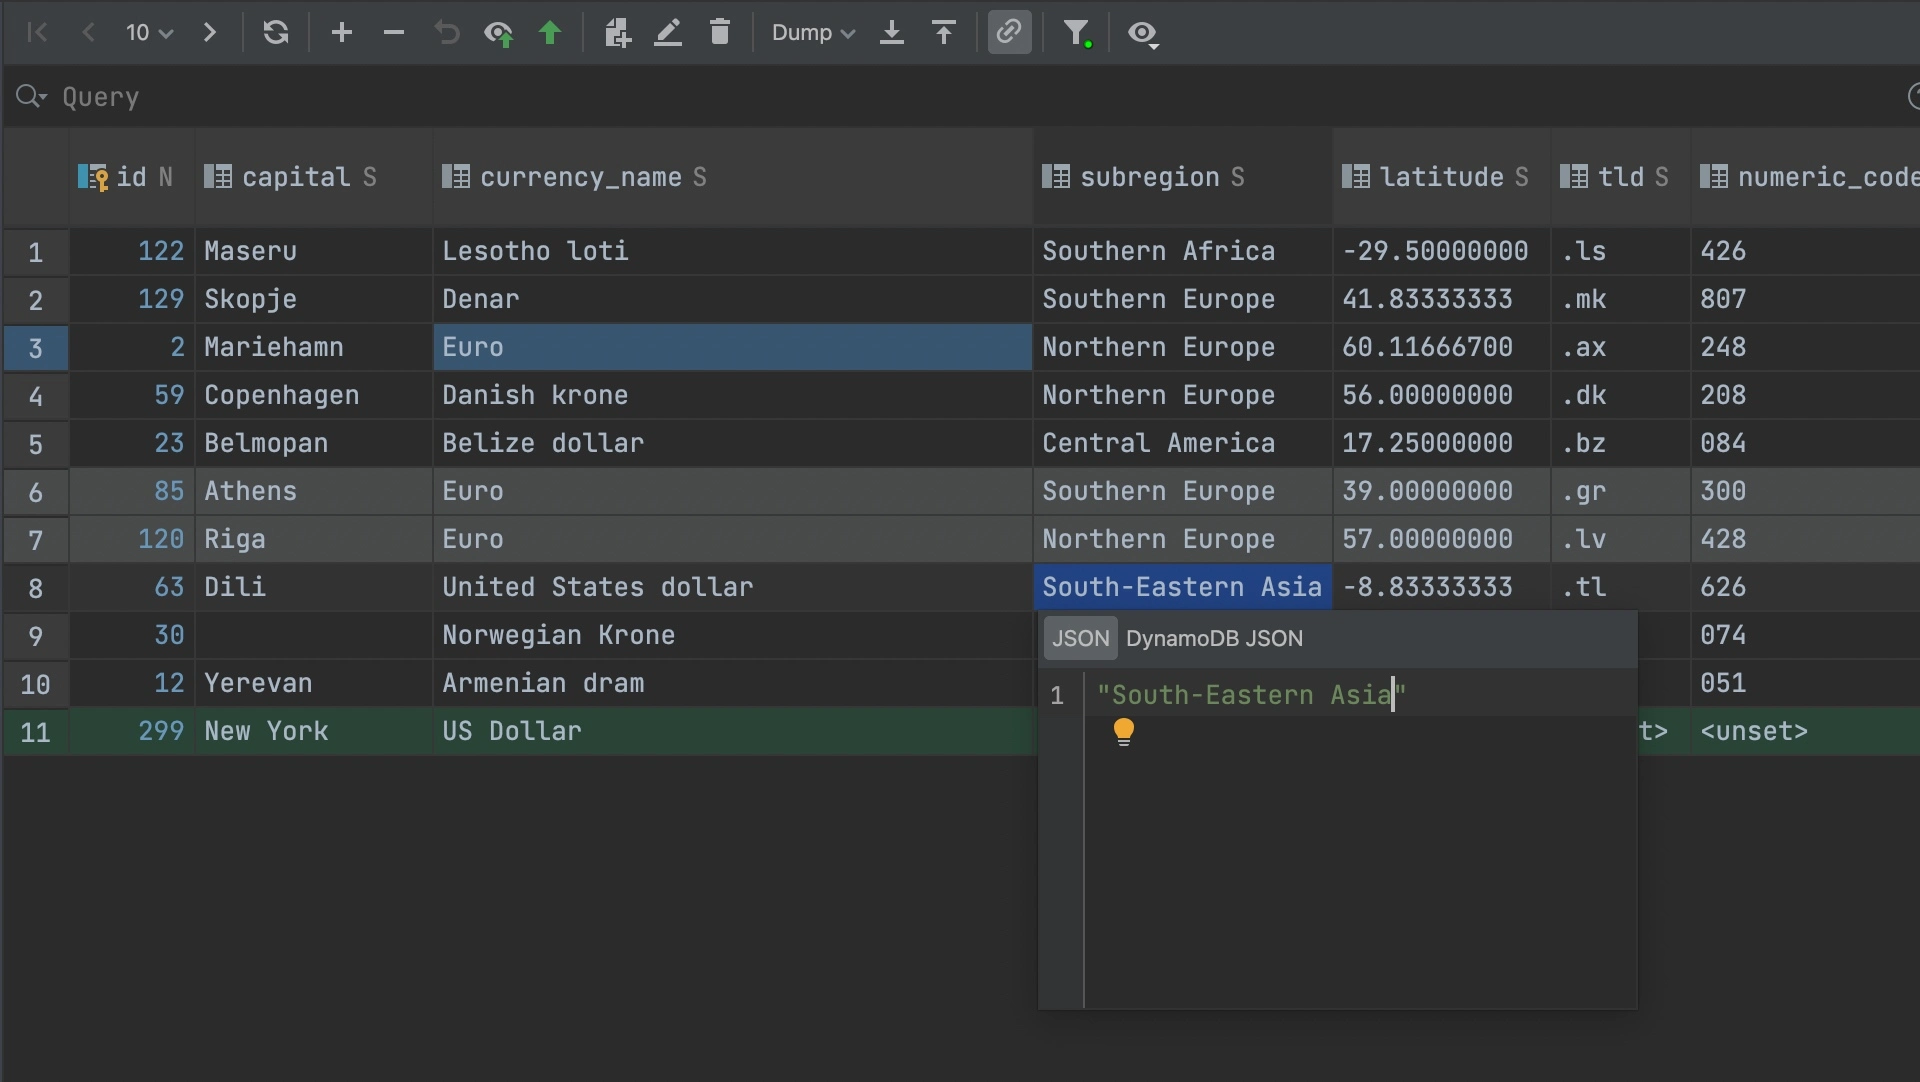 10 Dump
Query
id N capital S currency_name S subregion S latitude S tld S numeric_code
1 122 Maseru Lesotho loti Southern Africa -29.50000000 .ls 426
2 129 Skopje Denar Southern Europe 41.83333333 .mk 807
3 2 Mariehamn Euro Northern Europe 60.11666700 .ax 248
4 59 Copenhagen Danish krone Northern Europe 56.00000000 .dk 208
5 23 Belmopan Belize dollar Central America 17.25000000 .bz 084
6 85 Athens Euro Southern Europe 39.00000000 .gr 300
7 120 Riga Euro Northern Europe 57.00000000 .lv 428
8 63 Dili United States dollar South-Eastern Asia -8.83333333 .tl 626
9 30 Norwegian Krone 074
JSON DynamoDB JSON
10 12 Yerevan Armenian dram 051
1 "South-Eastern Asia"
11 299 New York US Dollar t> <unset>